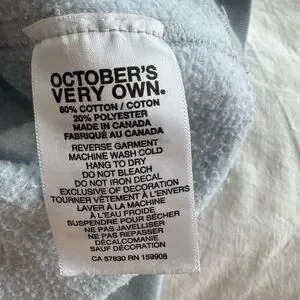 OCTOBER'S
VERY OWN.
80% COTTON / COTON
20% POLYESTER
MADE IN CANADA
FABRIQUÉ AU CANADA
REVERSE GARMENT
MACHINE WASH COLD
HANG TO DRY
DO NOT BLEACH
DO NOT IRON DECAL
EXCLUSIVE OF DECORATION
TOURNER VÊTEMENT À L'ENVERS
LAVER À LA MACHINE
À L'EAU FROIDE
SUSPENDRE POUR SÉCHER
NE PAS JAVELLISER
NE PAS REPASSER
DÉCALCOMANIE
SAUF DÉCORATION
CA 57830 RN 159908